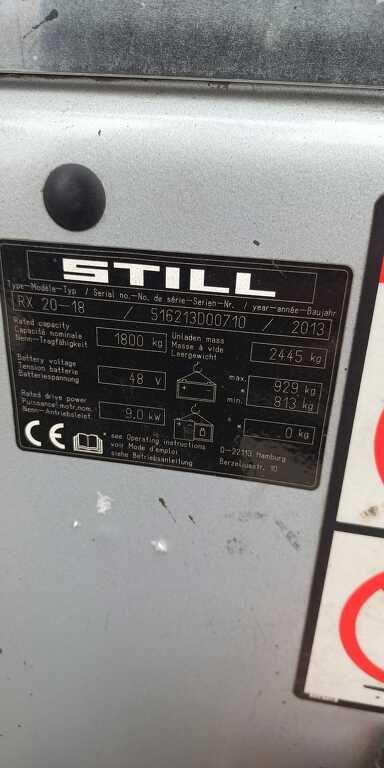 STILL
Type-Modèle-Typ / Serial no.-No. de série-Serien-Nr. / year-année-Baujahr
RX 20-18 / 516213D00710 / 2013
Rated capacity
Capacité nominale
Nenn-Tragfähigkeit
1800 kg
Unladen mass
Masse à vide
Leergewicht
2445 kg
Battery voltage
Tension batterie
Batteriespannung
48 V
max. 929 kg
min. 813 kg
Rated drive power
Puissance motr.nom.
Nenn-Antriebsleist.
9.0 kW
* * 0 kg
CE
* see Operating instructions
voir Mode d'emploi
siehe Betriebsanleitung
D-22113 Hamburg
Berzeliusstr. 10